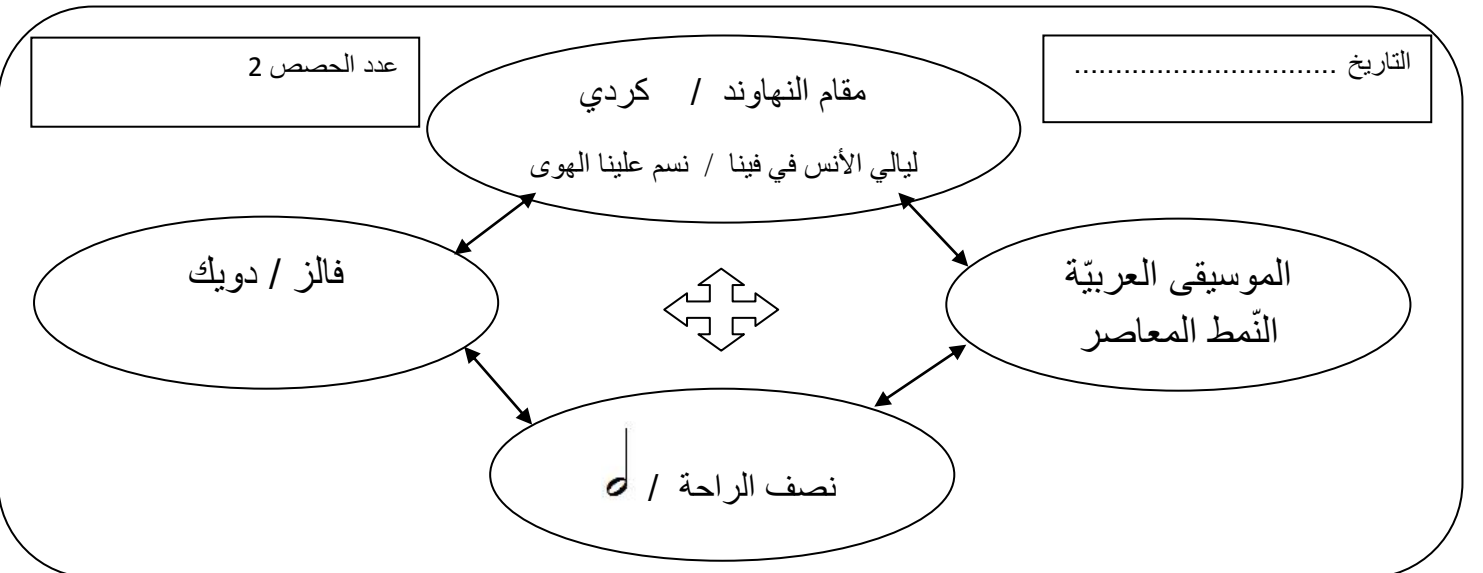 التاريخ ................................
عدد الحصص 2
مقام النهاوند / كردي
ليالي الأنس في فينا / نسم علينا الهوى
الموسيقى العربيّة
النّمط المعاصر
فالز / دويك
نصف الراحة /